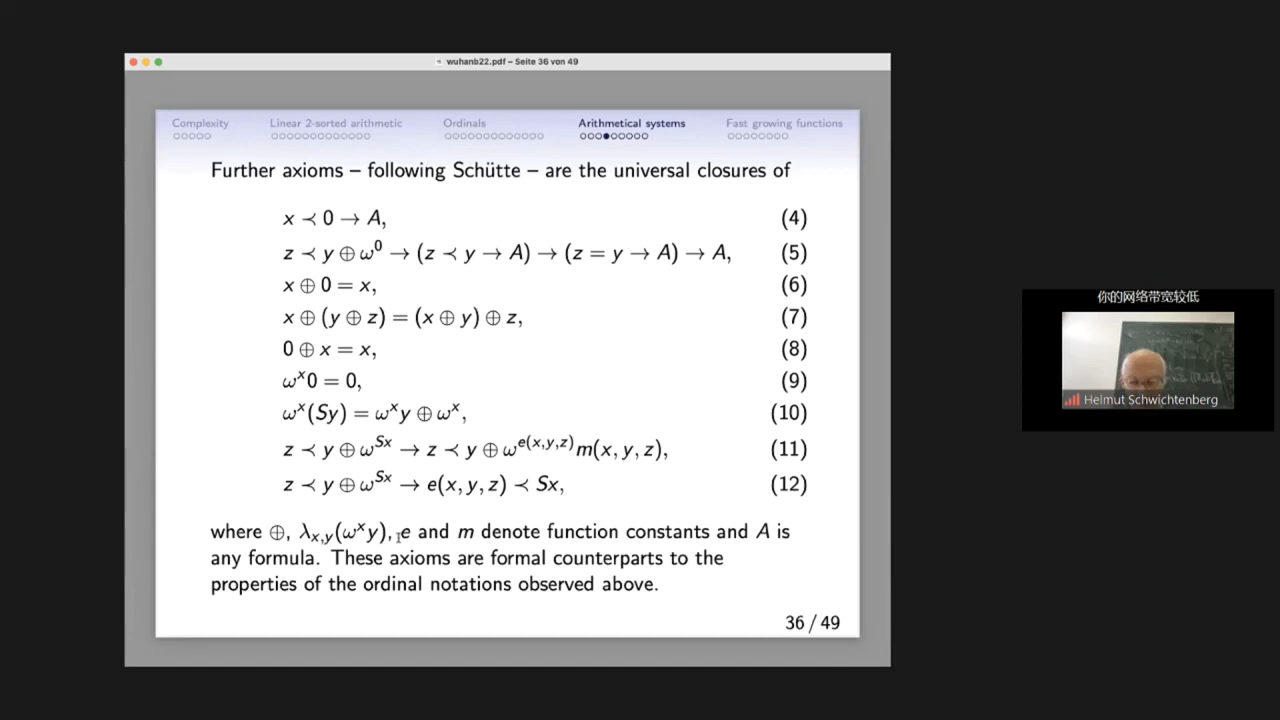 wuhanb22.pdf – Seite 36 von 49
Complexity Linear 2-sorted arithmetic Ordinals Arithmetical systems Fast growing functions
Further axioms – following Schütte – are the universal closures of
x ≺ 0 → A, (4)
z ≺ y ⊕ ω⁰ → (z ≺ y → A) → (z = y → A) → A, (5)
x ⊕ 0 = x, (6)
x ⊕ (y ⊕ z) = (x ⊕ y) ⊕ z, (7)
0 ⊕ x = x, (8)
ω^x 0 = 0, (9)
ω^x (Sy) = ω^x y ⊕ ω^x, (10)
z ≺ y ⊕ ω^{Sx} → z ≺ y ⊕ ω^{e(x,y,z)} m(x, y, z), (11)
z ≺ y ⊕ ω^{Sx} → e(x, y, z) ≺ Sx, (12)
where ⊕, λ_{x,y}(ω^x y), e and m denote function constants and A is
any formula. These axioms are formal counterparts to the
properties of the ordinal notations observed above.
36 / 49
你的网络带宽较低
Helmut Schwichtenberg